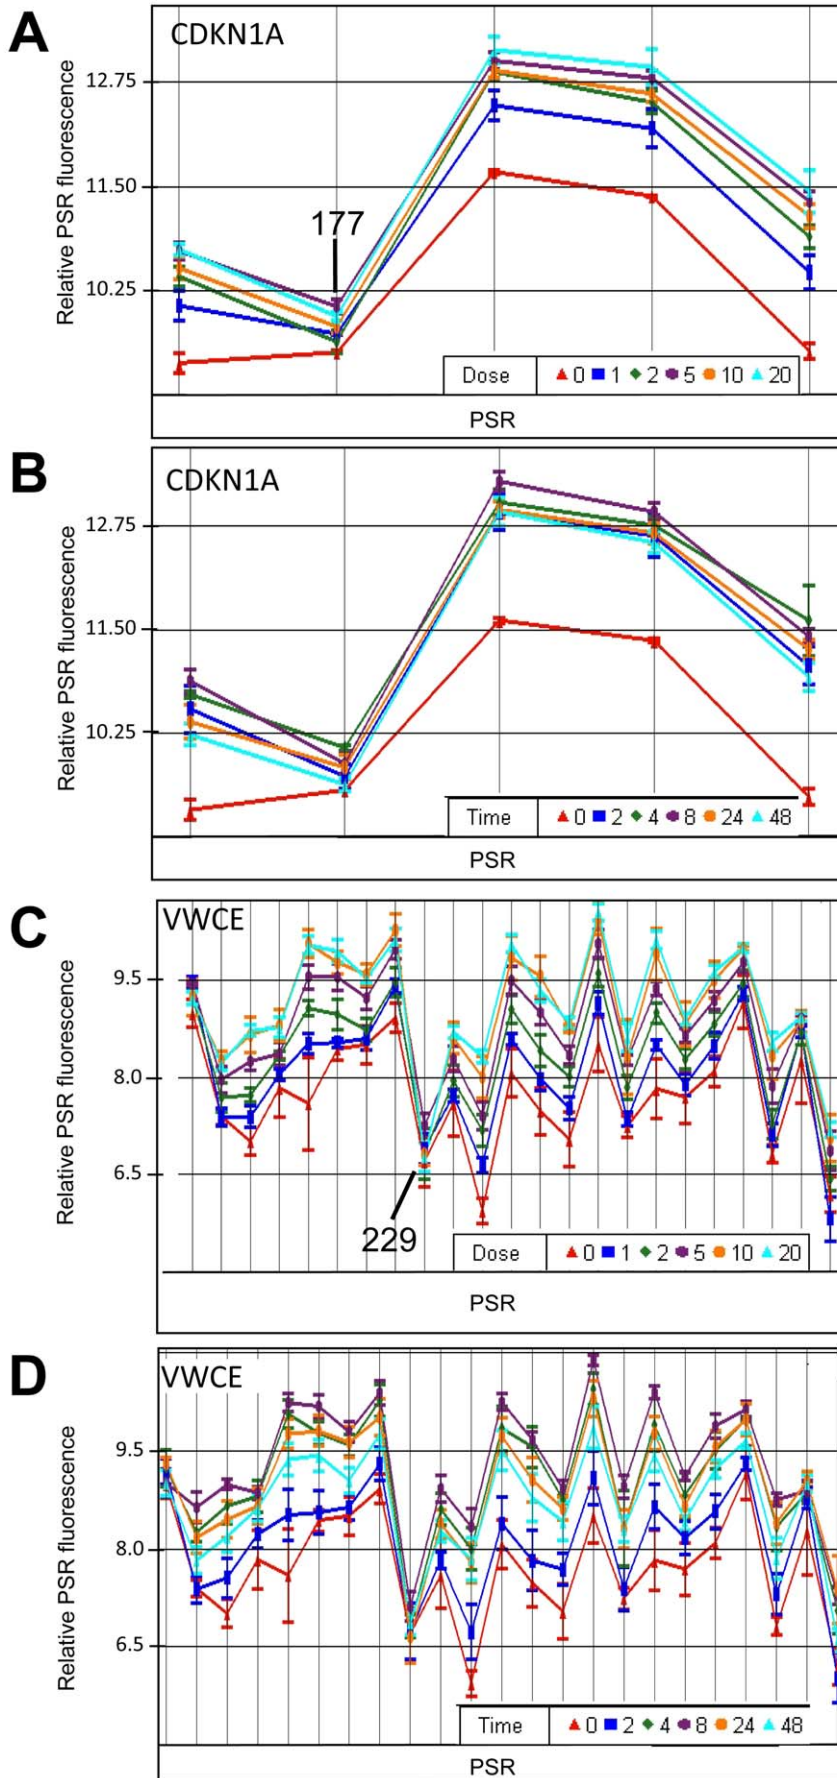 A
CDKN1A
Relative PSR fluorescence
12.75
11.50
10.25
177
Dose 0 1 2 5 10 20
PSR
B
CDKN1A
Relative PSR fluorescence
12.75
11.50
10.25
Time 0 2 4 8 24 48
PSR
C
VWCE
Relative PSR fluorescence
9.5
8.0
6.5
229
Dose 0 1 2 5 10 20
PSR
D
VWCE
Relative PSR fluorescence
9.5
8.0
6.5
Time 0 2 4 8 24 48
PSR